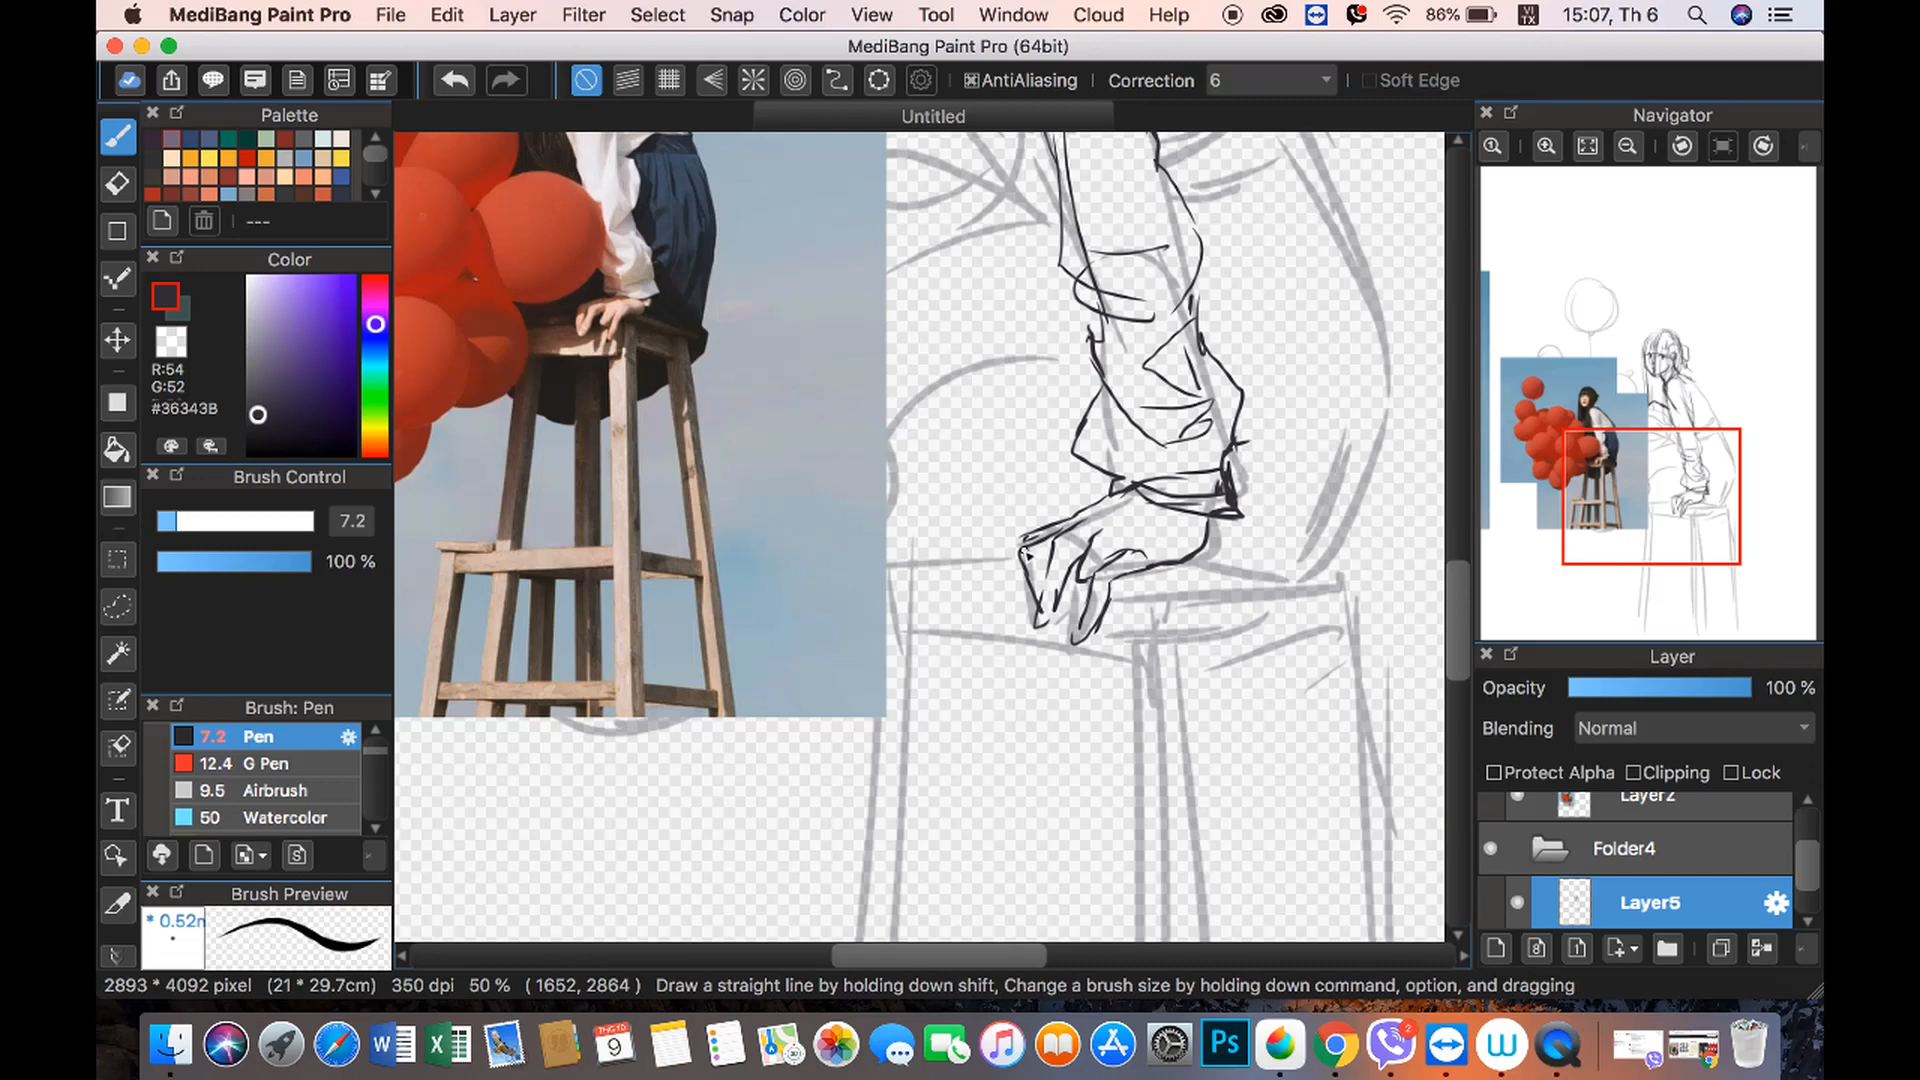 MediBang Paint Pro File Edit Layer Filter Select Snap Color View Tool Window Cloud Help 86% VI TX 15:07, Th 6
MediBang Paint Pro (64bit)
AntiAliasing Correction 6 Soft Edge
Palette
Untitled
Navigator
---
Color
R:54
G:52
#36343B
Brush Control
7.2
100 %
Brush: Pen
7.2 Pen
12.4 G Pen
9.5 Airbrush
50 Watercolor
Brush Preview
* 0.52m
Layer
Opacity 100 %
Blending Normal
Protect Alpha Clipping Lock
Layer2
Folder4
Layer5
2893 * 4092 pixel (21 * 29.7cm) 350 dpi 50 % ( 1652, 2864 ) Draw a straight line by holding down shift, Change a brush size by holding down command, option, and dragging
9
Ps
2